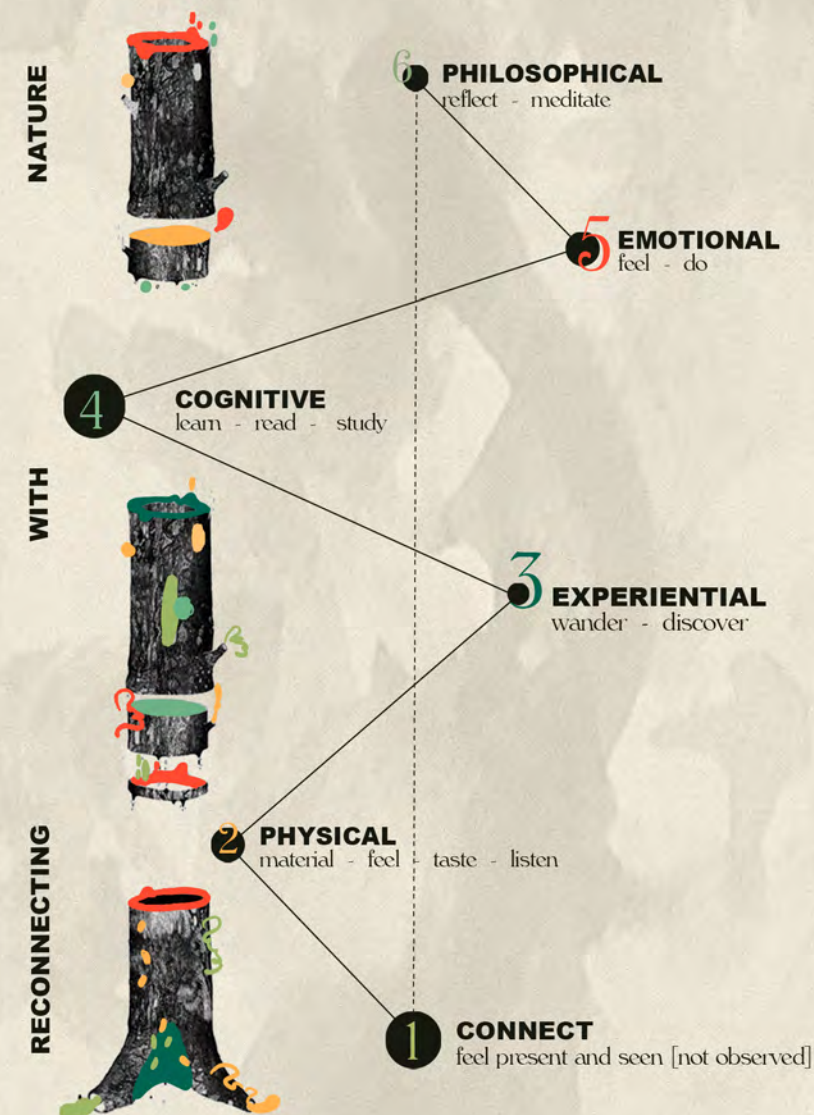 NATURE
6
PHILOSOPHICAL
reflect - meditate
5
EMOTIONAL
feel - do
4
COGNITIVE
learn - read - study
WITH
3
EXPERIENTIAL
wander - discover
2
PHYSICAL
material - feel - taste - listen
RECONNECTING
1
CONNECT
feel present and seen [not observed]